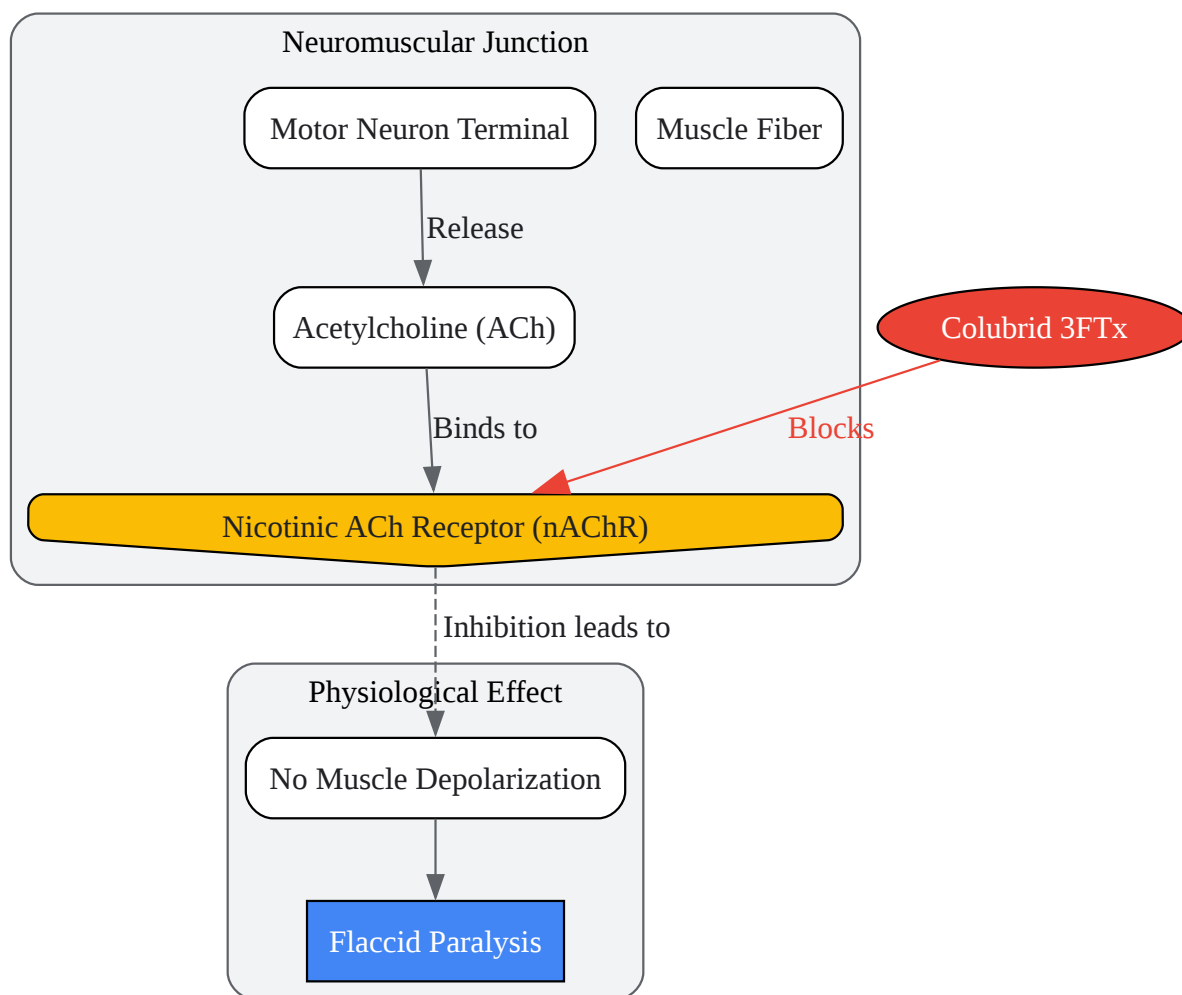 Neuromuscular Junction
Motor Neuron Terminal
Muscle Fiber
Release
Acetylcholine (ACh)
Colubrid 3FTx
Binds to
Blocks
Nicotinic ACh Receptor (nAChR)
Inhibition leads to
Physiological Effect
No Muscle Depolarization
Flaccid Paralysis